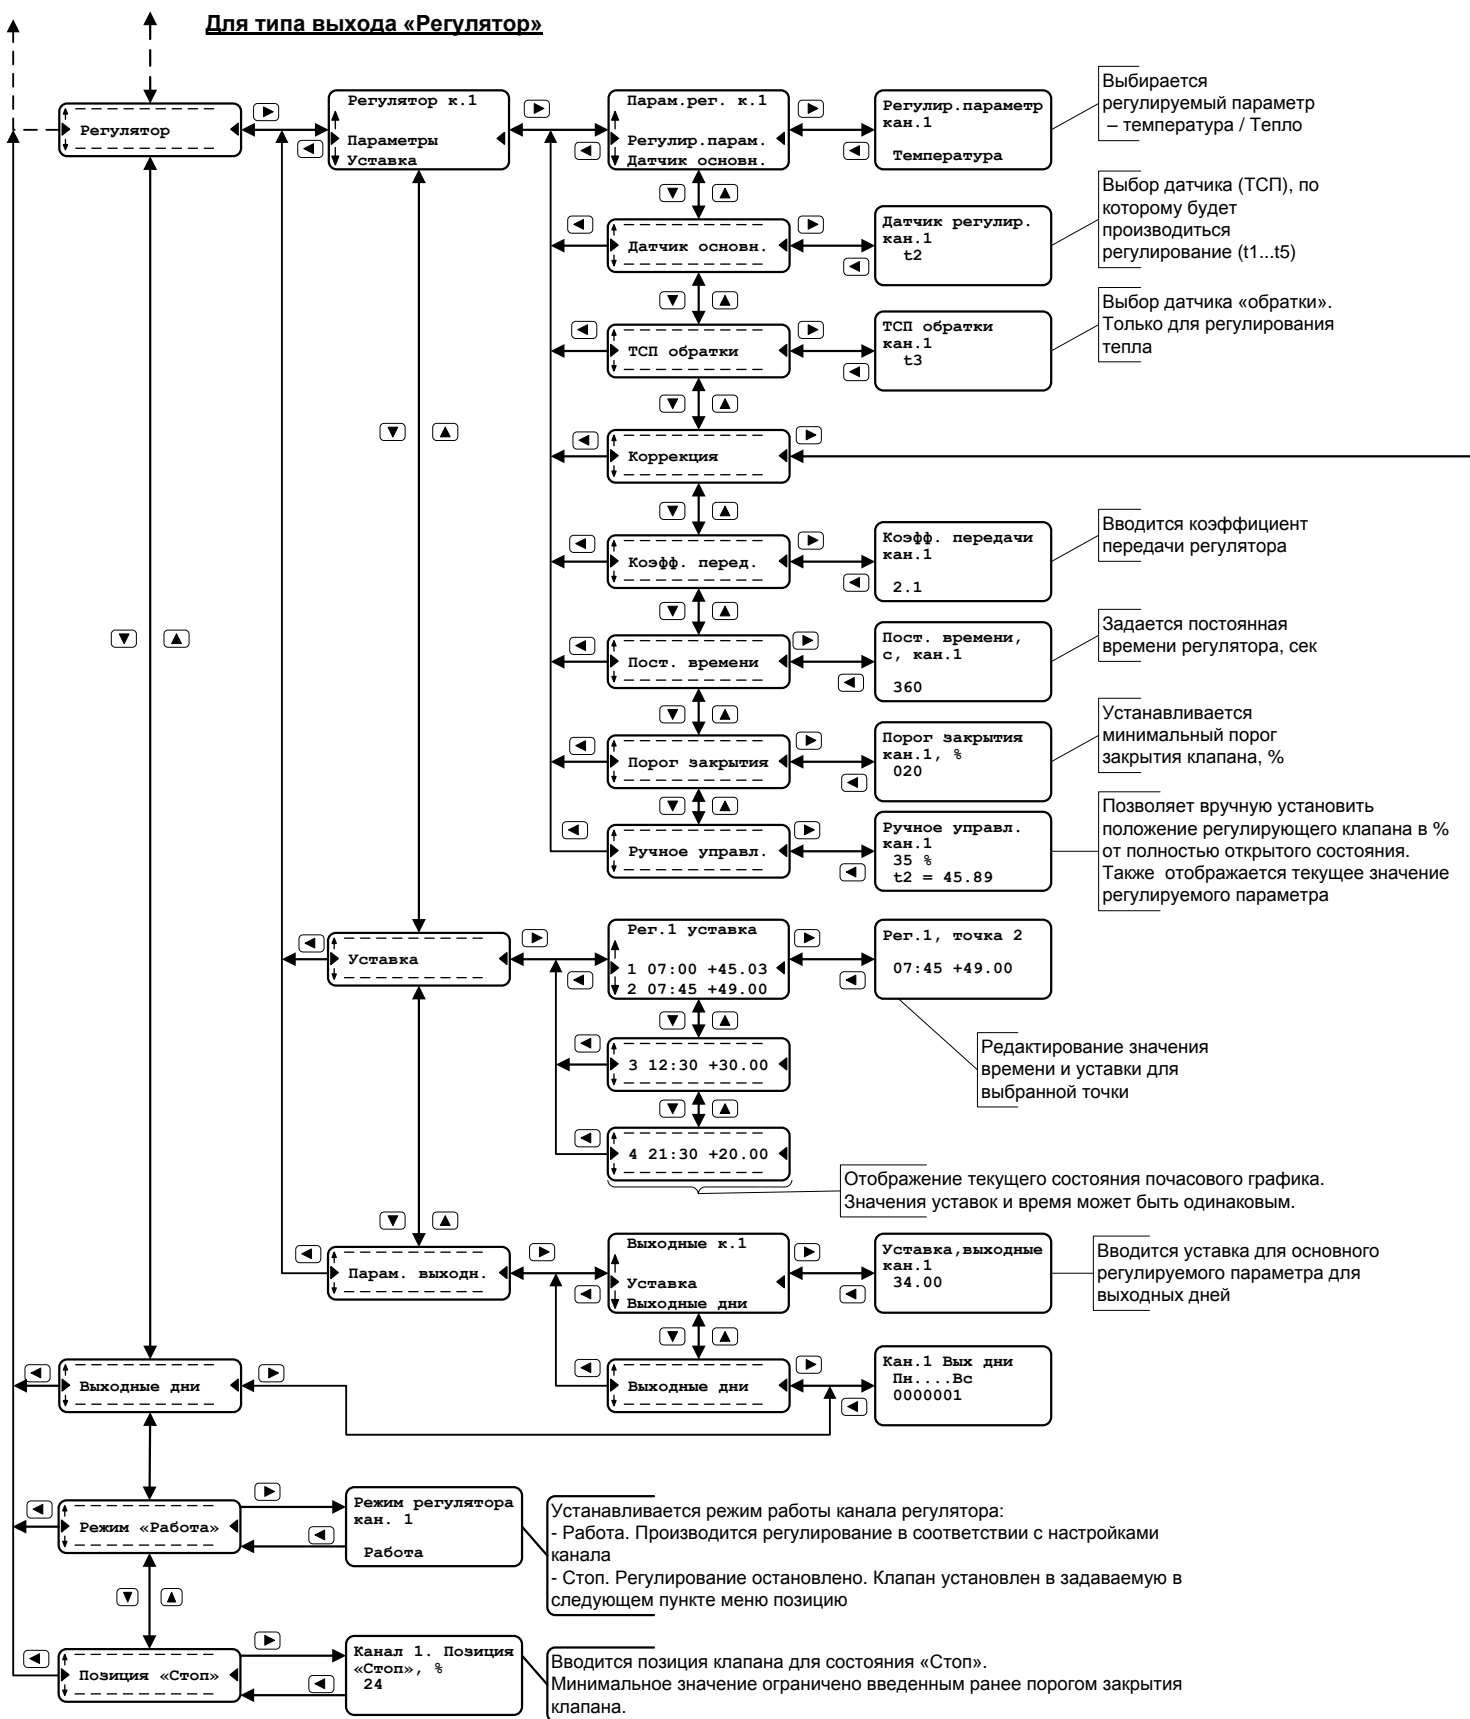 Для типа выхода «Регулятор»
Регулятор
Регулятор к.1
Параметры
Уставка
Парам.рег. к.1
Регулир.парам.
Датчик основн.
Регулир.параметр
кан.1
Температура
Выбирается
регулируемый параметр
– температура / Тепло
Датчик основн.
Датчик регулир.
кан.1
t2
Выбор датчика (ТСП), по
которому будет
производиться
регулирование (t1...t5)
ТСП обратки
ТСП обратки
кан.1
t3
Выбор датчика «обратки».
Только для регулирования
тепла
Коррекция
Коэфф. перед.
Коэфф. передачи
кан.1
2.1
Вводится коэффициент
передачи регулятора
Пост. времени
Пост. времени,
с, кан.1
360
Задается постоянная
времени регулятора, сек
Порог закрытия
Порог закрытия
кан.1, %
020
Устанавливается
минимальный порог
закрытия клапана, %
Ручное управл.
Ручное управл.
кан.1
35 %
t2 = 45.89
Позволяет вручную установить
положение регулирующего клапана в %
от полностью открытого состояния.
Также отображается текущее значение
регулируемого параметра
Уставка
Рег.1 уставка
1 07:00 +45.03
2 07:45 +49.00
Рег.1, точка 2
07:45 +49.00
3 12:30 +30.00
Редактирование значения
времени и уставки для
выбранной точки
4 21:30 +20.00
Отображение текущего состояния почасового графика.
Значения уставок и время может быть одинаковым.
Парам. выходн.
Выходные к.1
Уставка
Выходные дни
Уставка,выходные
кан.1
34.00
Вводится уставка для основного
регулируемого параметра для
выходных дней
Выходные дни
Выходные дни
Кан.1 Вых дни
Пн....Вс
0000001
Режим «Работа»
Режим регулятора
кан. 1
Работа
Устанавливается режим работы канала регулятора:
- Работа. Производится регулирование в соответствии с настройками
канала
- Стоп. Регулирование остановлено. Клапан установлен в задаваемую в
следующем пункте меню позицию
Позиция «Стоп»
Канал 1. Позиция
«Стоп», %
24
Вводится позиция клапана для состояния «Стоп».
Минимальное значение ограничено введенным ранее порогом закрытия
клапана.